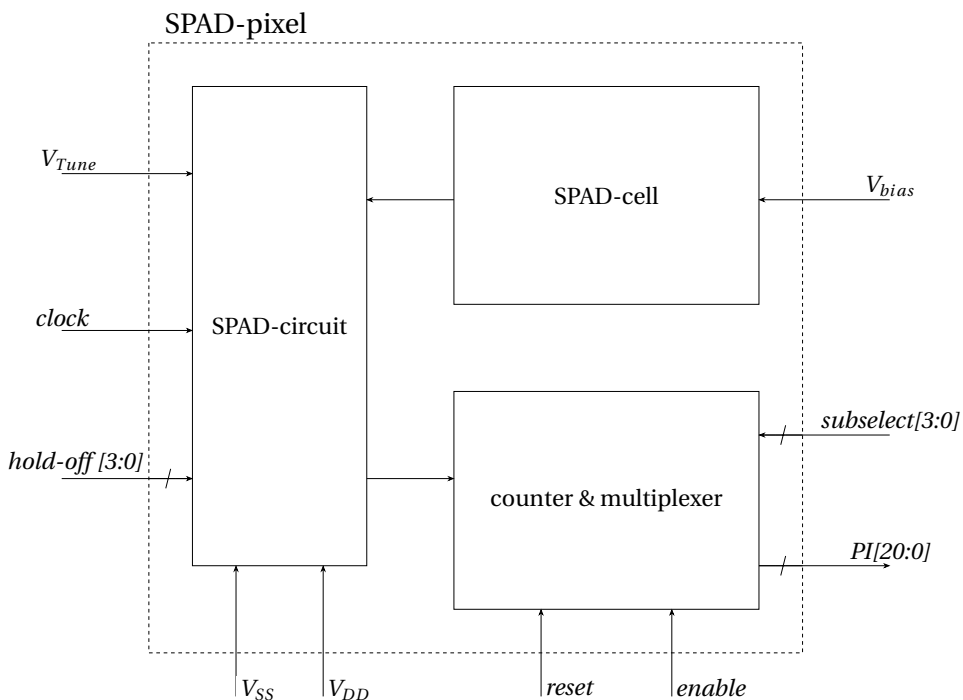 SPAD-pixel
V_Tune
SPAD-cell
V_bias
clock
SPAD-circuit
subselect[3:0]
hold-off [3:0]
counter & multiplexer
PI[20:0]
V_SS
V_DD
reset
enable